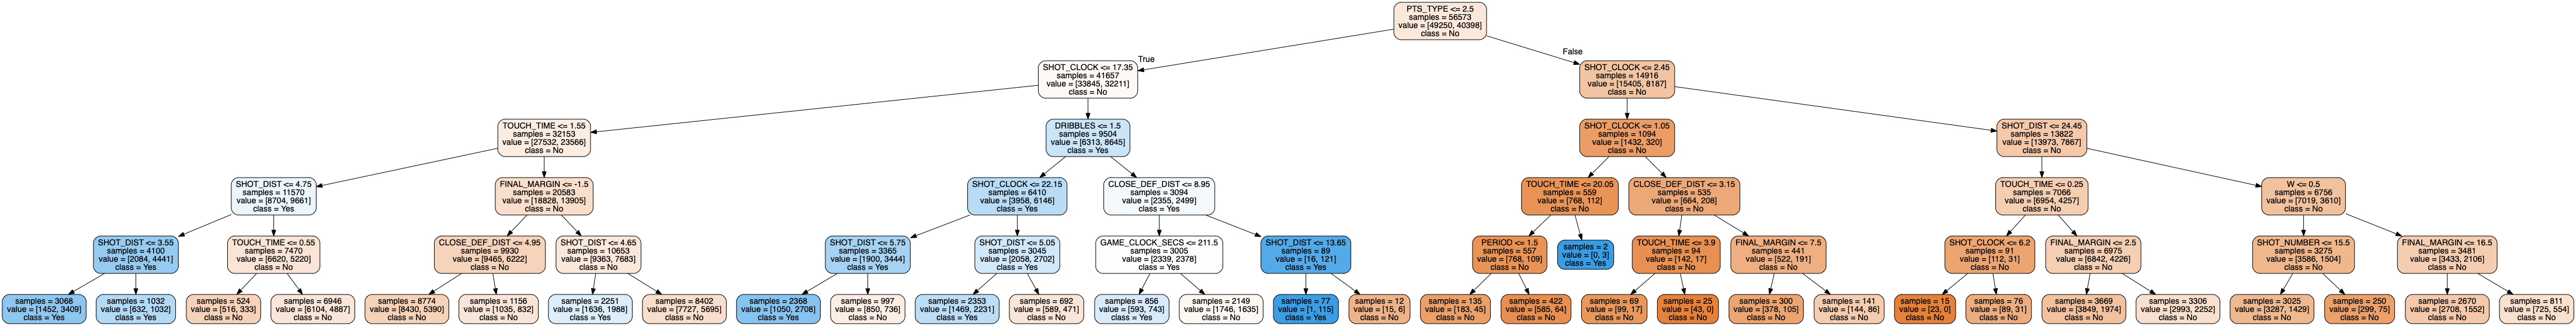 PTS_TYPE <= 2.5
samples = 56573
value = [49250, 40398]
class = No
True
False
SHOT_CLOCK <= 17.35
samples = 41657
value = [33845, 32211]
class = No
SHOT_CLOCK <= 2.45
samples = 14916
value = [15405, 8187]
class = No
TOUCH_TIME <= 1.55
samples = 32153
value = [27532, 23566]
class = No
DRIBBLES <= 1.5
samples = 9504
value = [6313, 8645]
class = Yes
SHOT_CLOCK <= 1.05
samples = 1094
value = [1432, 320]
class = No
SHOT_DIST <= 24.45
samples = 13822
value = [13973, 7867]
class = No
SHOT_DIST <= 4.75
samples = 11570
value = [8704, 9661]
class = Yes
FINAL_MARGIN <= -1.5
samples = 20583
value = [18828, 13905]
class = No
SHOT_CLOCK <= 22.15
samples = 6410
value = [3958, 6146]
class = Yes
CLOSE_DEF_DIST <= 8.95
samples = 3094
value = [2355, 2499]
class = Yes
TOUCH_TIME <= 20.05
samples = 559
value = [768, 112]
class = No
CLOSE_DEF_DIST <= 3.15
samples = 535
value = [664, 208]
class = No
TOUCH_TIME <= 0.25
samples = 7066
value = [6954, 4257]
class = No
W <= 0.5
samples = 6756
value = [7019, 3610]
class = No
SHOT_DIST <= 3.55
samples = 4100
value = [2084, 4441]
class = Yes
TOUCH_TIME <= 0.55
samples = 7470
value = [6620, 5220]
class = No
CLOSE_DEF_DIST <= 4.95
samples = 9930
value = [9465, 6222]
class = No
SHOT_DIST <= 4.65
samples = 10653
value = [9363, 7683]
class = No
SHOT_DIST <= 5.75
samples = 3365
value = [1900, 3444]
class = Yes
SHOT_DIST <= 5.05
samples = 3045
value = [2058, 2702]
class = Yes
GAME_CLOCK_SECS <= 211.5
samples = 3005
value = [2339, 2378]
class = Yes
SHOT_DIST <= 13.65
samples = 89
value = [16, 121]
class = Yes
PERIOD <= 1.5
samples = 557
value = [768, 109]
class = No
samples = 2
value = [0, 3]
class = Yes
TOUCH_TIME <= 3.9
samples = 94
value = [142, 17]
class = No
FINAL_MARGIN <= 7.5
samples = 441
value = [522, 191]
class = No
SHOT_CLOCK <= 6.2
samples = 91
value = [112, 31]
class = No
FINAL_MARGIN <= 2.5
samples = 6975
value = [6842, 4226]
class = No
SHOT_NUMBER <= 15.5
samples = 3275
value = [3586, 1504]
class = No
FINAL_MARGIN <= 16.5
samples = 3481
value = [3433, 2106]
class = No
samples = 3068
value = [1452, 3409]
class = Yes
samples = 1032
value = [632, 1032]
class = Yes
samples = 524
value = [516, 333]
class = No
samples = 6946
value = [6104, 4887]
class = No
samples = 8774
value = [8430, 5390]
class = No
samples = 1156
value = [1035, 832]
class = No
samples = 2251
value = [1636, 1988]
class = Yes
samples = 8402
value = [7727, 5695]
class = No
samples = 2368
value = [1050, 2708]
class = Yes
samples = 997
value = [850, 736]
class = No
samples = 2353
value = [1469, 2231]
class = Yes
samples = 692
value = [589, 471]
class = No
samples = 856
value = [593, 743]
class = Yes
samples = 2149
value = [1746, 1635]
class = No
samples = 77
value = [1, 115]
class = Yes
samples = 12
value = [15, 6]
class = No
samples = 135
value = [183, 45]
class = No
samples = 422
value = [585, 64]
class = No
samples = 69
value = [99, 17]
class = No
samples = 25
value = [43, 0]
class = No
samples = 300
value = [378, 105]
class = No
samples = 141
value = [144, 86]
class = No
samples = 15
value = [23, 0]
class = No
samples = 76
value = [89, 31]
class = No
samples = 3669
value = [3849, 1974]
class = No
samples = 3306
value = [2993, 2252]
class = No
samples = 3025
value = [3287, 1429]
class = No
samples = 250
value = [299, 75]
class = No
samples = 2670
value = [2708, 1552]
class = No
samples = 811
value = [725, 554]
class = No